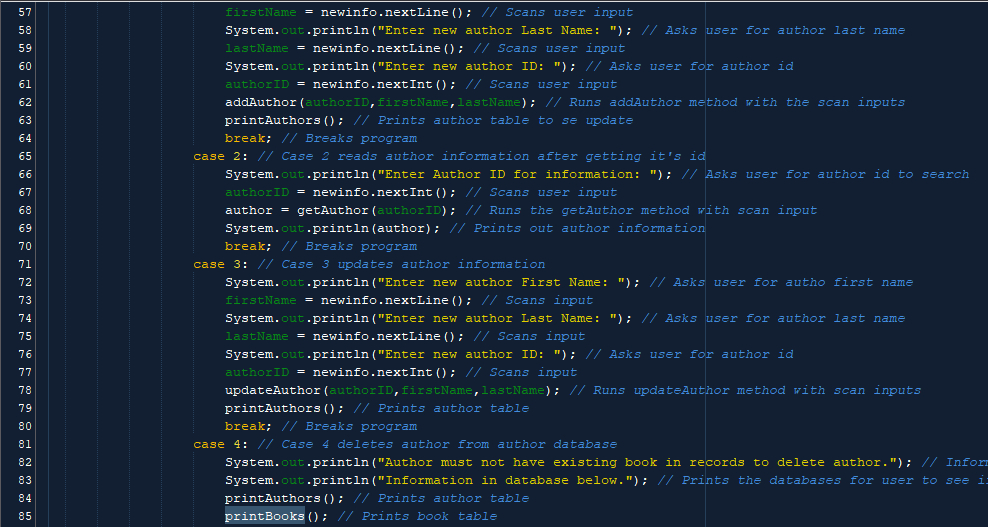 57 firstName = newinfo.nextLine(); // Scans user input
58 System.out.println("Enter new author Last Name: "); // Asks user for author last name
59 lastName = newinfo.nextLine(); // Scans user input
60 System.out.println("Enter new author ID: "); // Asks user for author id
61 authorID = newinfo.nextInt(); // Scans user input
62 addAuthor(authorID,firstName,lastName); // Runs addAuthor method with the scan inputs
63 printAuthors(); // Prints author table to se update
64 break; // Breaks program
65 case 2: // Case 2 reads author information after getting it's id
66 System.out.println("Enter Author ID for information: "); // Asks user for author id to search
67 authorID = newinfo.nextInt(); // Scans user input
68 author = getAuthor(authorID); // Runs the getAuthor method with scan input
69 System.out.println(author); // Prints out author information
70 break; // Breaks program
71 case 3: // Case 3 updates author information
72 System.out.println("Enter new author First Name: "); // Asks user for autho first name
73 firstName = newinfo.nextLine(); // Scans input
74 System.out.println("Enter new author Last Name: "); // Asks user for author last name
75 lastName = newinfo.nextLine(); // Scans input
76 System.out.println("Enter new author ID: "); // Asks user for author id
77 authorID = newinfo.nextInt(); // Scans input
78 updateAuthor(authorID,firstName,lastName); // Runs updateAuthor method with scan inputs
79 printAuthors(); // Prints author table
80 break; // Breaks program
81 case 4: // Case 4 deletes author from author database
82 System.out.println("Author must not have existing book in records to delete author."); // Infor
83 System.out.println("Information in database below."); // Prints the databases for user to see i
84 printAuthors(); // Prints author table
85 printBooks(); // Prints book table